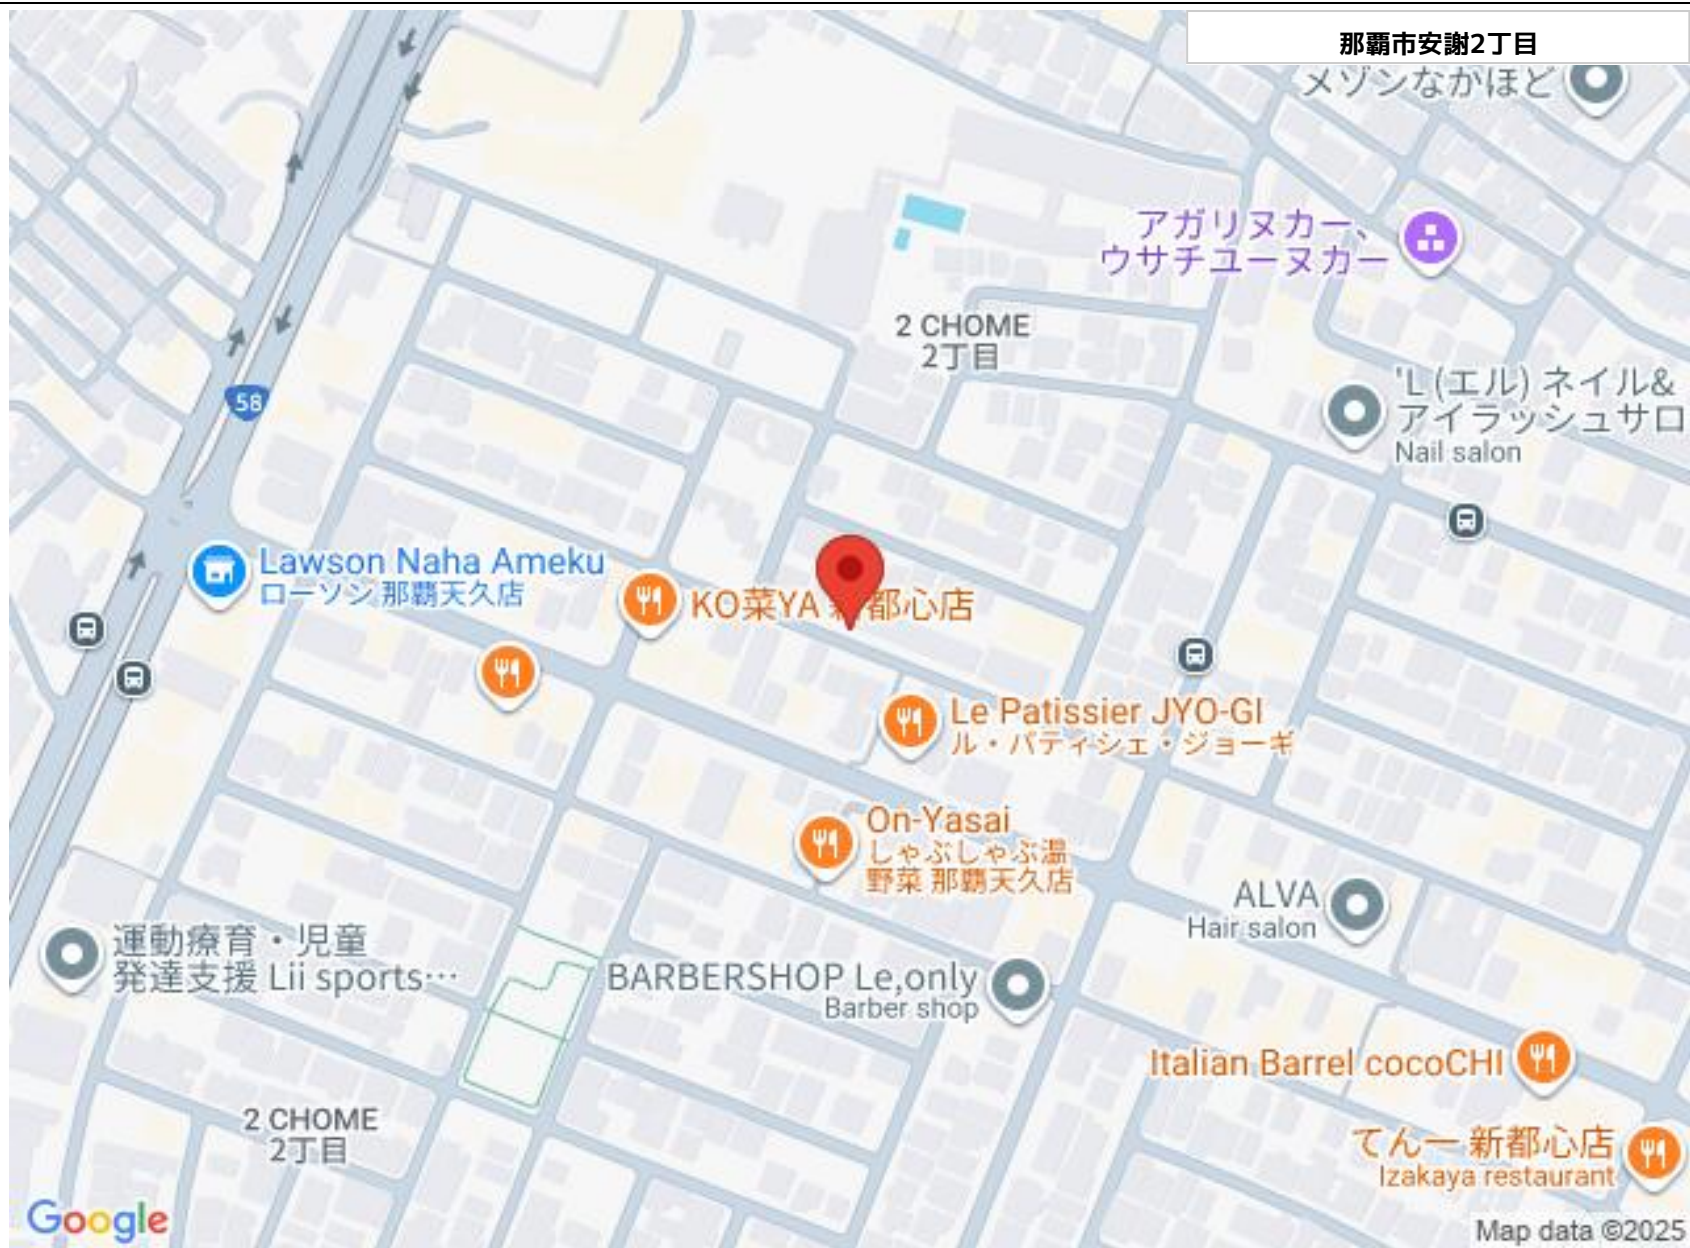 那覇市安謝2丁目
メゾンなかほど
アガリヌカー、
ウサチユーヌカー
2 CHOME
2丁目
'L (エル) ネイル&
アイラッシュサロ
Nail salon
58
Lawson Naha Ameku
ローソン 那覇天久店
KO菜YA 新都心店
Le Patissier JYO-GI
ル・パティシェ・ジョーギ
On-Yasai
しゃぶしゃぶ温
野菜 那覇天久店
ALVA
Hair salon
運動療育・児童
発達支援 Lii sports…
BARBERSHOP Le,only
Barber shop
Italian Barrel cocoCHI
2 CHOME
2丁目
てん一 新都心店
Izakaya restaurant
Google
Map data ©2025